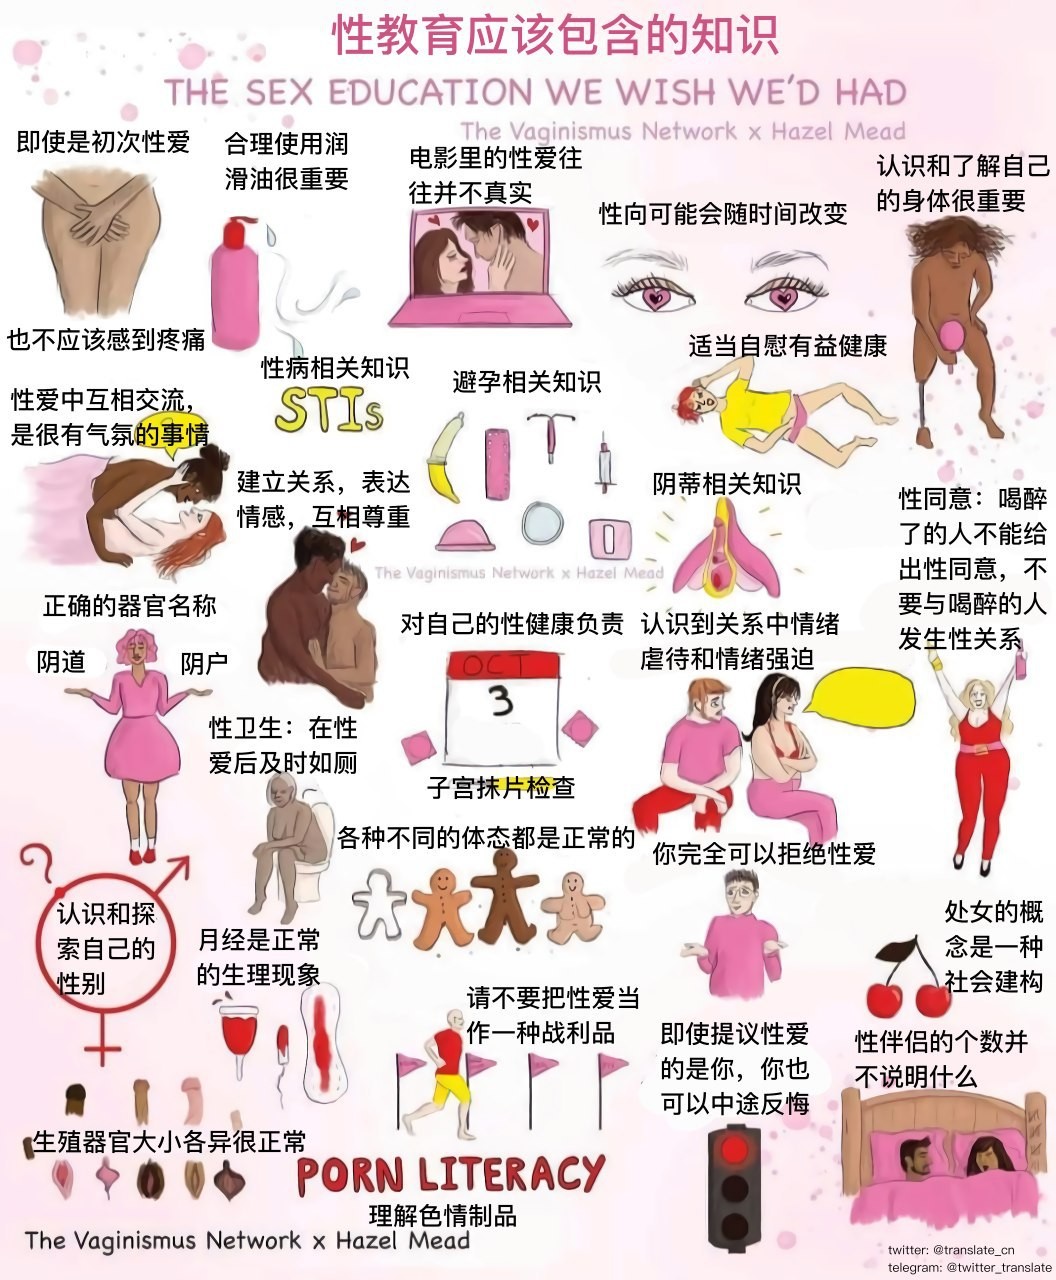 性教育应该包含的知识
THE SEX EDUCATION WE WISH WE'D HAD
The Vaginismus Network x Hazel Mead
即使是初次性爱
也不应该感到疼痛
合理使用润
滑油很重要
电影里的性爱往
往并不真实
性向可能会随时间改变
认识和了解自己
的身体很重要
性爱中互相交流，
是很有气氛的事情
性病相关知识
STIs
避孕相关知识
适当自慰有益健康
建立关系，表达
情感，互相尊重
阴蒂相关知识
性同意：喝醉
了的人不能给
出性同意，不
要与喝醉的人
发生性关系
The Vaginismus Network x Hazel Mead
正确的器官名称
阴道
阴户
对自己的性健康负责
OCT
3
子宫抹片检查
认识到关系中情绪
虐待和情绪强迫
性卫生：在性
爱后及时如厕
各种不同的体态都是正常的
你完全可以拒绝性爱
认识和探
索自己的
性别
月经是正常
的生理现象
处女的概
念是一种
社会建构
请不要把性爱当
作一种战利品
即使提议性爱
的是你，你也
可以中途反悔
性伴侣的个数并
不说明什么
生殖器官大小各异很正常
PORN LITERACY
理解色情制品
The Vaginismus Network x Hazel Mead
twitter: @translate_cn
telegram: @twitter_translate